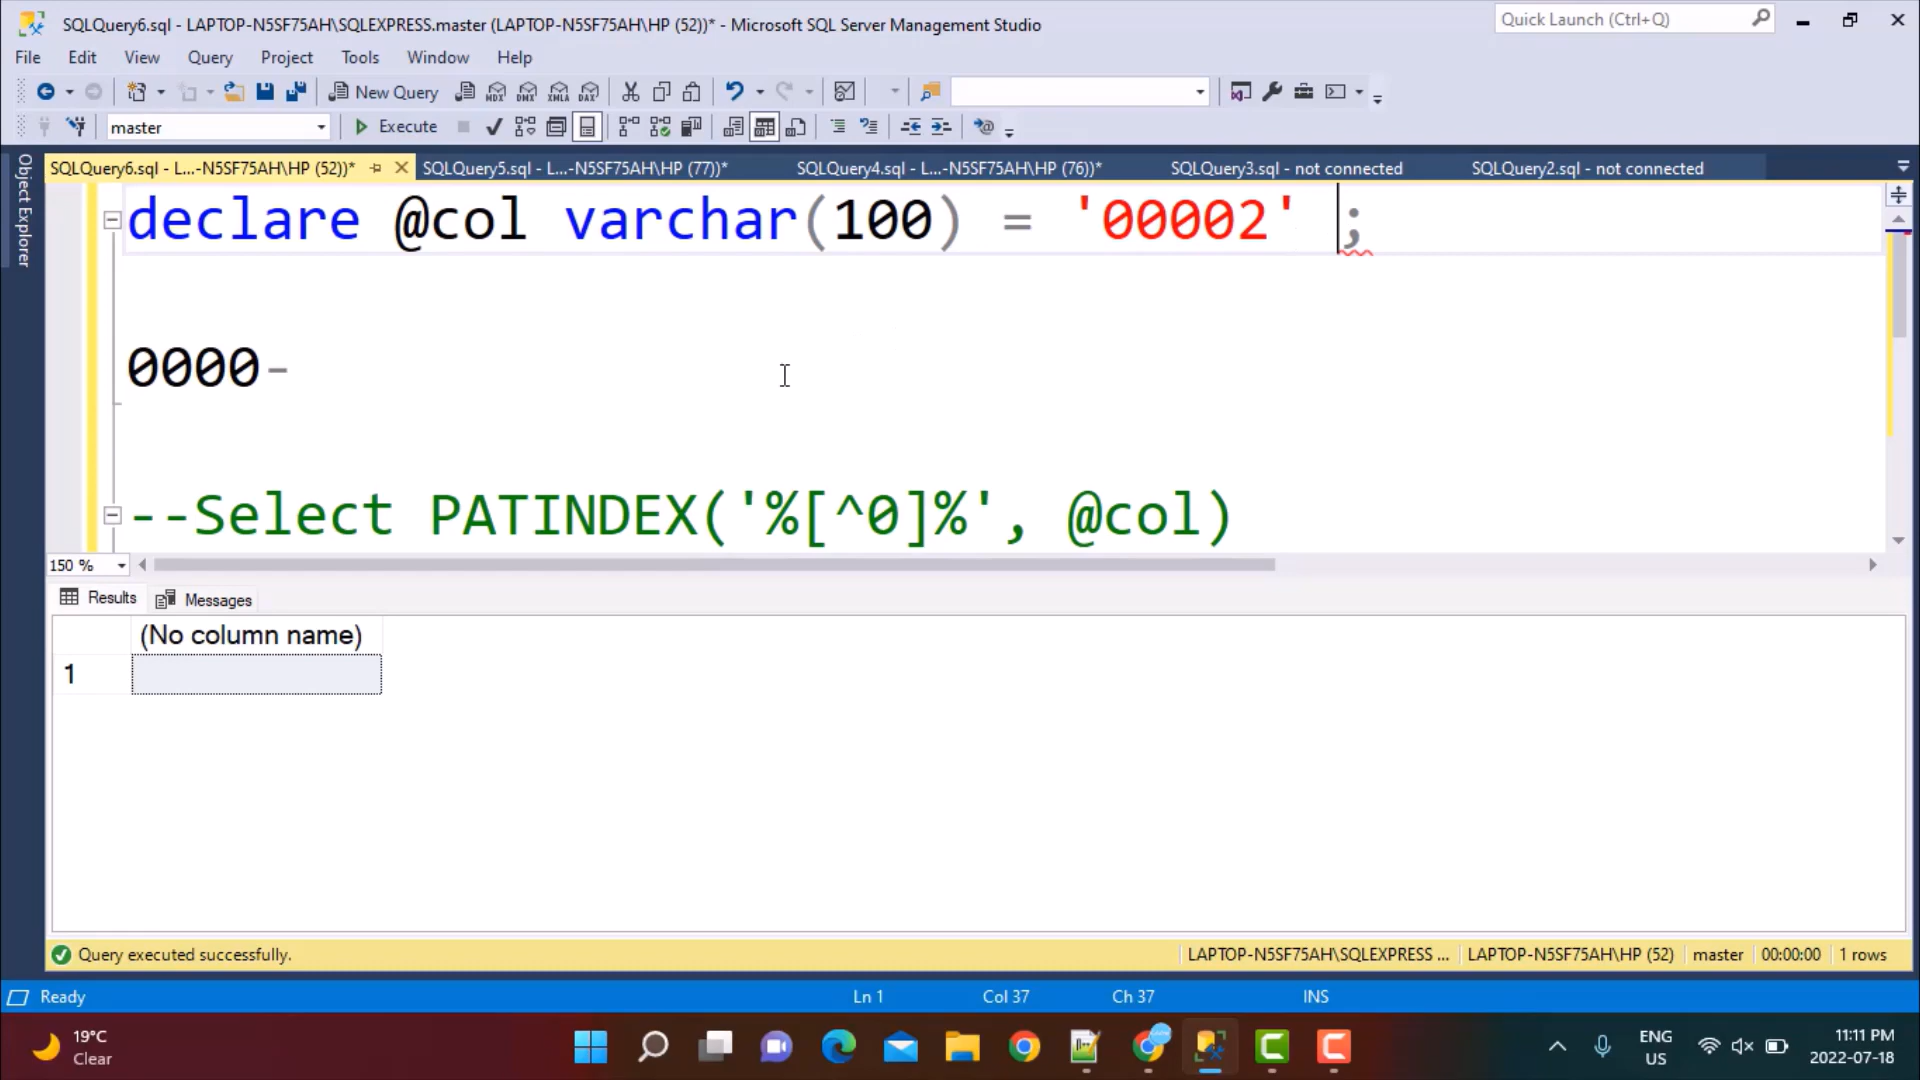 SQLQuery6.sql - LAPTOP-N5SF75AH\SQLEXPRESS.master (LAPTOP-N5SF75AH\HP (52))* - Microsoft SQL Server Management Studio
Quick Launch (Ctrl+Q)
File Edit View Query Project Tools Window Help
New Query
MDX DMX XMLA DAX
master
Execute
Object Explorer
SQLQuery6.sql - L...-N5SF75AH\HP (52))*
SQLQuery5.sql - L...-N5SF75AH\HP (77))*
SQLQuery4.sql - L...-N5SF75AH\HP (76))*
SQLQuery3.sql - not connected
SQLQuery2.sql - not connected
declare @col varchar(100) = '00002' ;
0000-
--Select PATINDEX('%[^0]%', @col)
150 %
Results
Messages
(No column name)
1
Query executed successfully.
LAPTOP-N5SF75AH\SQLEXPRESS ...
LAPTOP-N5SF75AH\HP (52)
master
00:00:00
1 rows
Ready
Ln 1
Col 37
Ch 37
INS
19°C
Clear
ENG
US
11:11 PM
2022-07-18